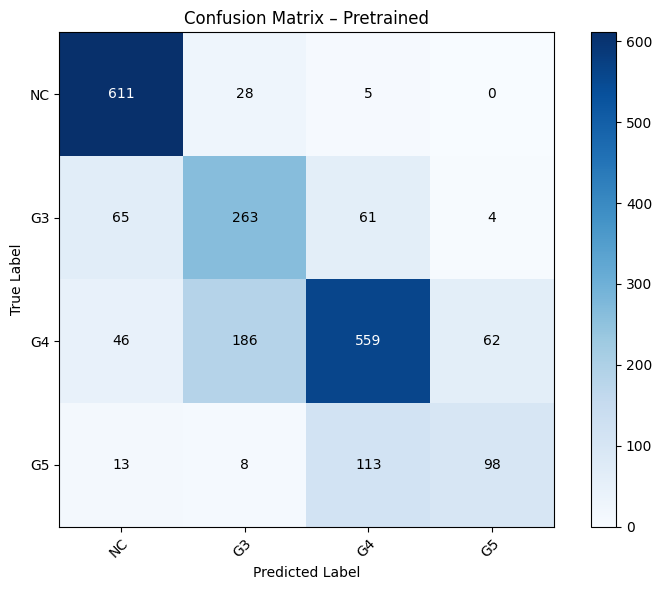 Confusion Matrix – Pretrained
True Label
NC 611 28 5 0
G3 65 263 61 4
G4 46 186 559 62
G5 13 8 113 98
NC G3 G4 G5
Predicted Label
600
500
400
300
200
100
0